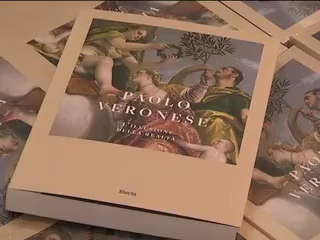 PAOLO
VERONESE
L'ILLUSIONE
DELLA REALTÀ
Electa